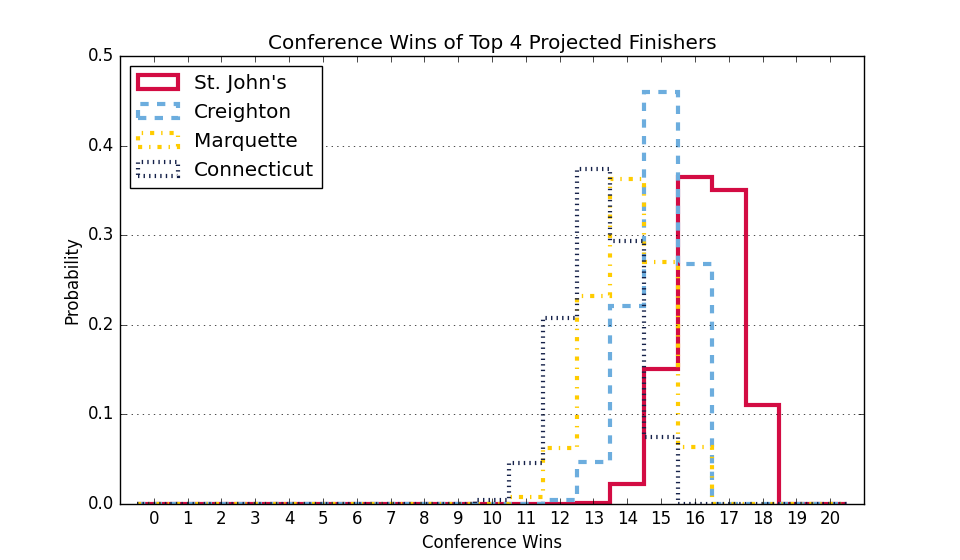 Conference Wins of Top 4 Projected Finishers
St. John's
Creighton
Marquette
Connecticut
0.5
0.4
0.3
0.2
0.1
0.0
Probability
0 1 2 3 4 5 6 7 8 9 10 11 12 13 14 15 16 17 18 19 20
Conference Wins